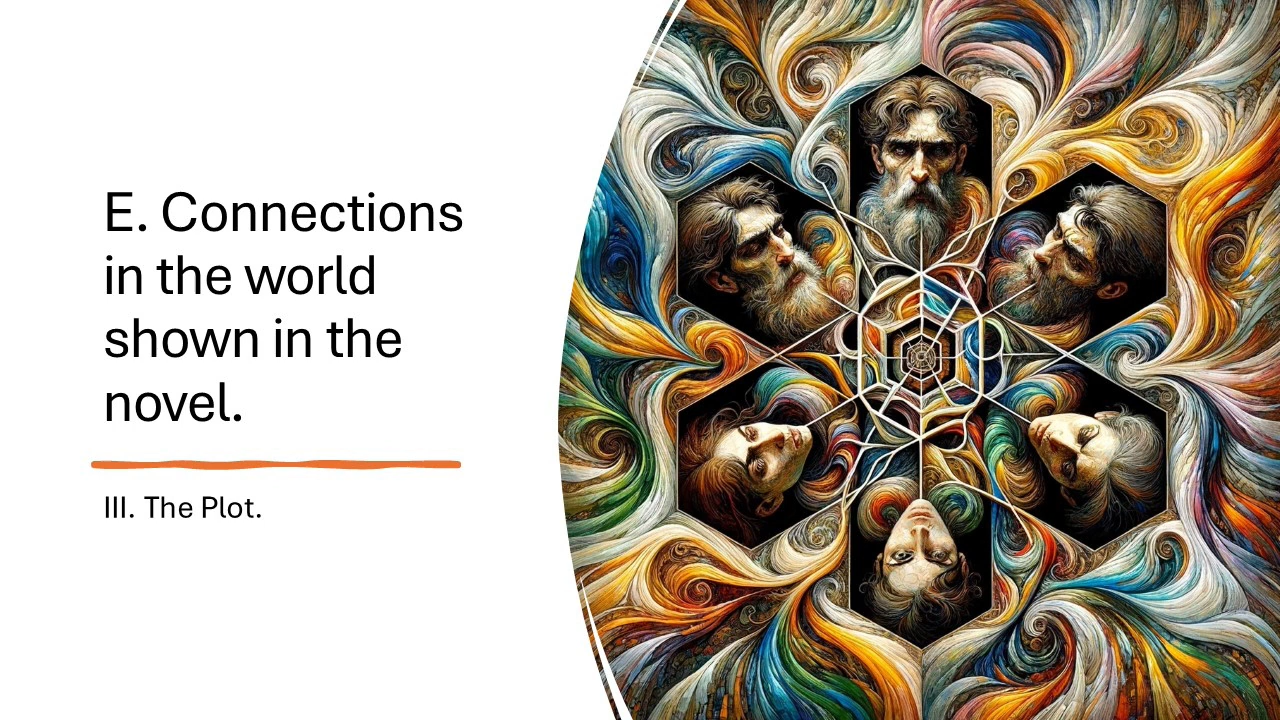 E. Connections
in the world
shown in the
novel.
III. The Plot.